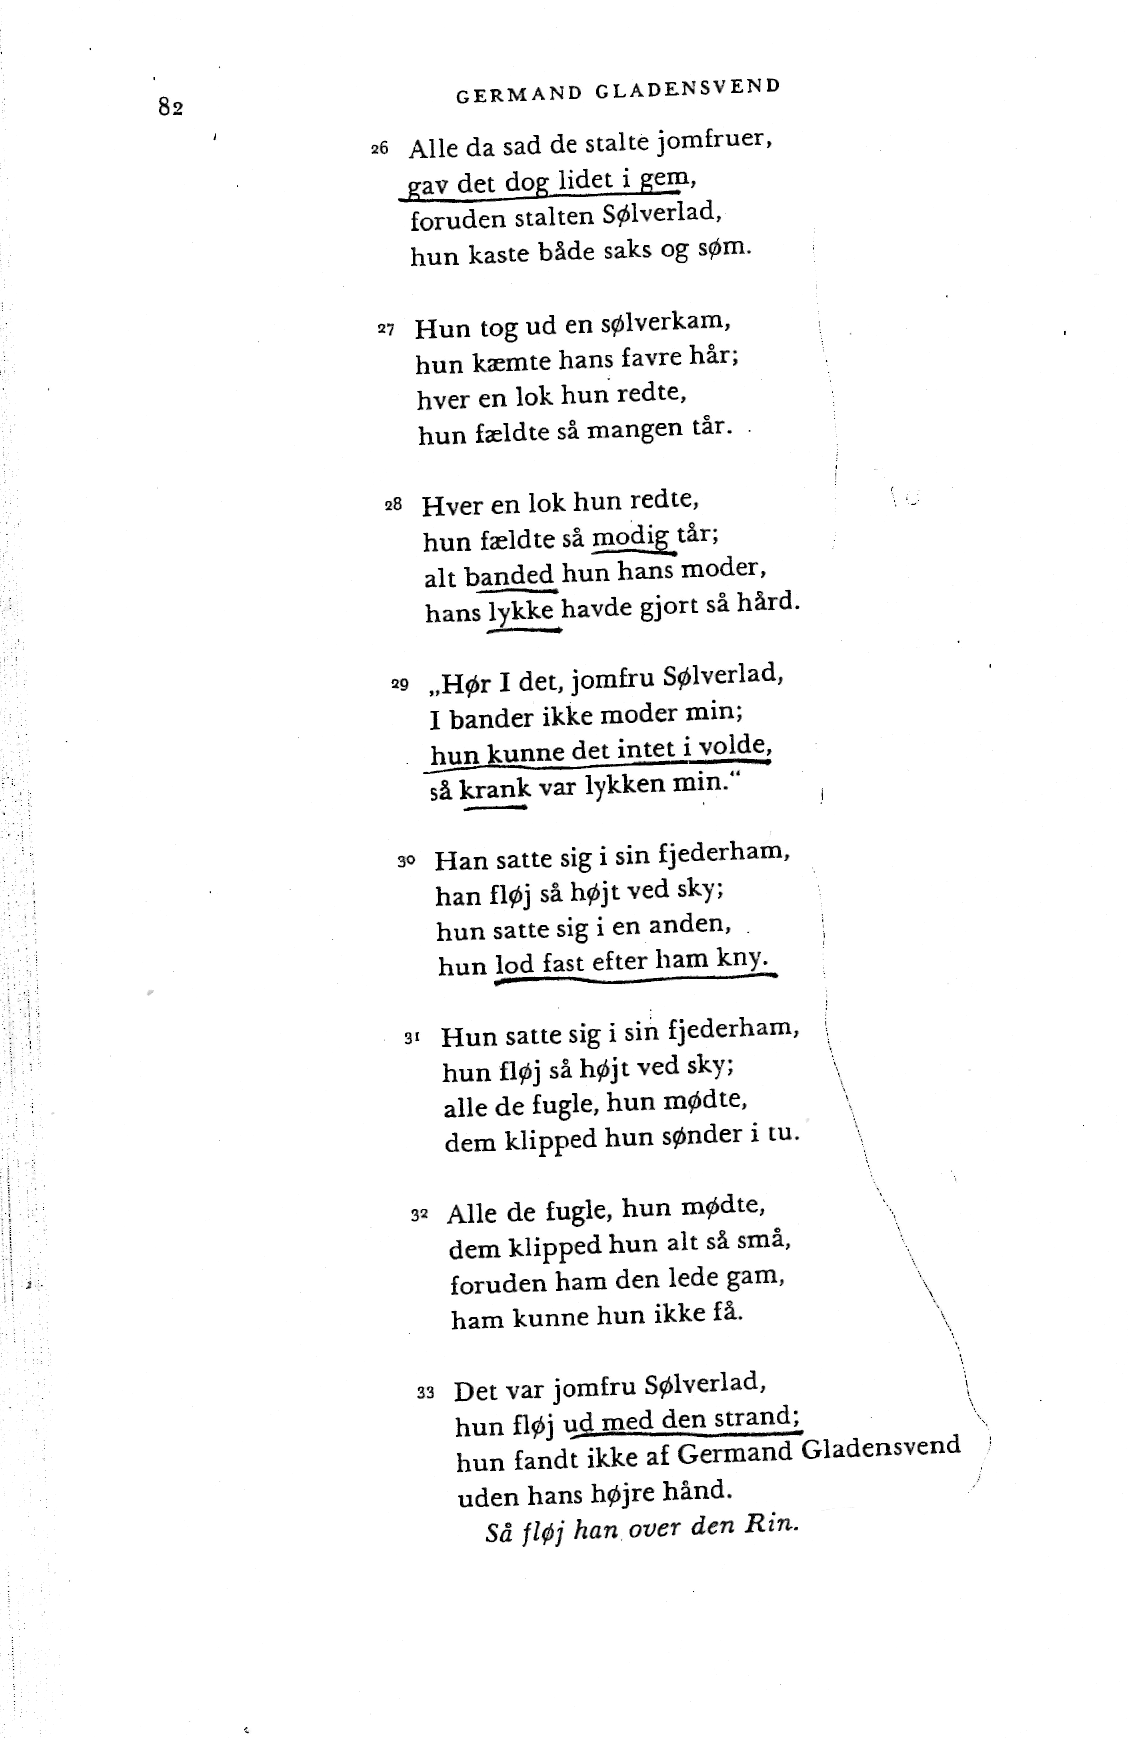 82
GERMAND GLADENSVEND
26 Alle da sad de stalte jomfruer,
gav det dog lidet i gem,
foruden stalten Sølverlad,
hun kaste både saks og søm.
27 Hun tog ud en sølverkam,
hun kæmte hans favre hår;
hver en lok hun redte,
hun fældte så mangen tår.
28 Hver en lok hun redte,
hun fældte så modig tår;
alt banded hun hans moder,
hans lykke havde gjort så hård.
29 „Hør I det, jomfru Sølverlad,
I bander ikke moder min;
hun kunne det intet i volde,
så krank var lykken min.“
30 Han satte sig i sin fjederham,
han fløj så højt ved sky;
hun satte sig i en anden,
hun lod fast efter ham kny.
31 Hun satte sig i sin fjederham,
hun fløj så højt ved sky;
alle de fugle, hun mødte,
dem klipped hun sønder i tu.
32 Alle de fugle, hun mødte,
dem klipped hun alt så små,
foruden ham den lede gam,
ham kunne hun ikke få.
33 Det var jomfru Sølverlad,
hun fløj ud med den strand;
hun fandt ikke af Germand Gladensvend
uden hans højre hånd.
Så fløj han over den Rin.